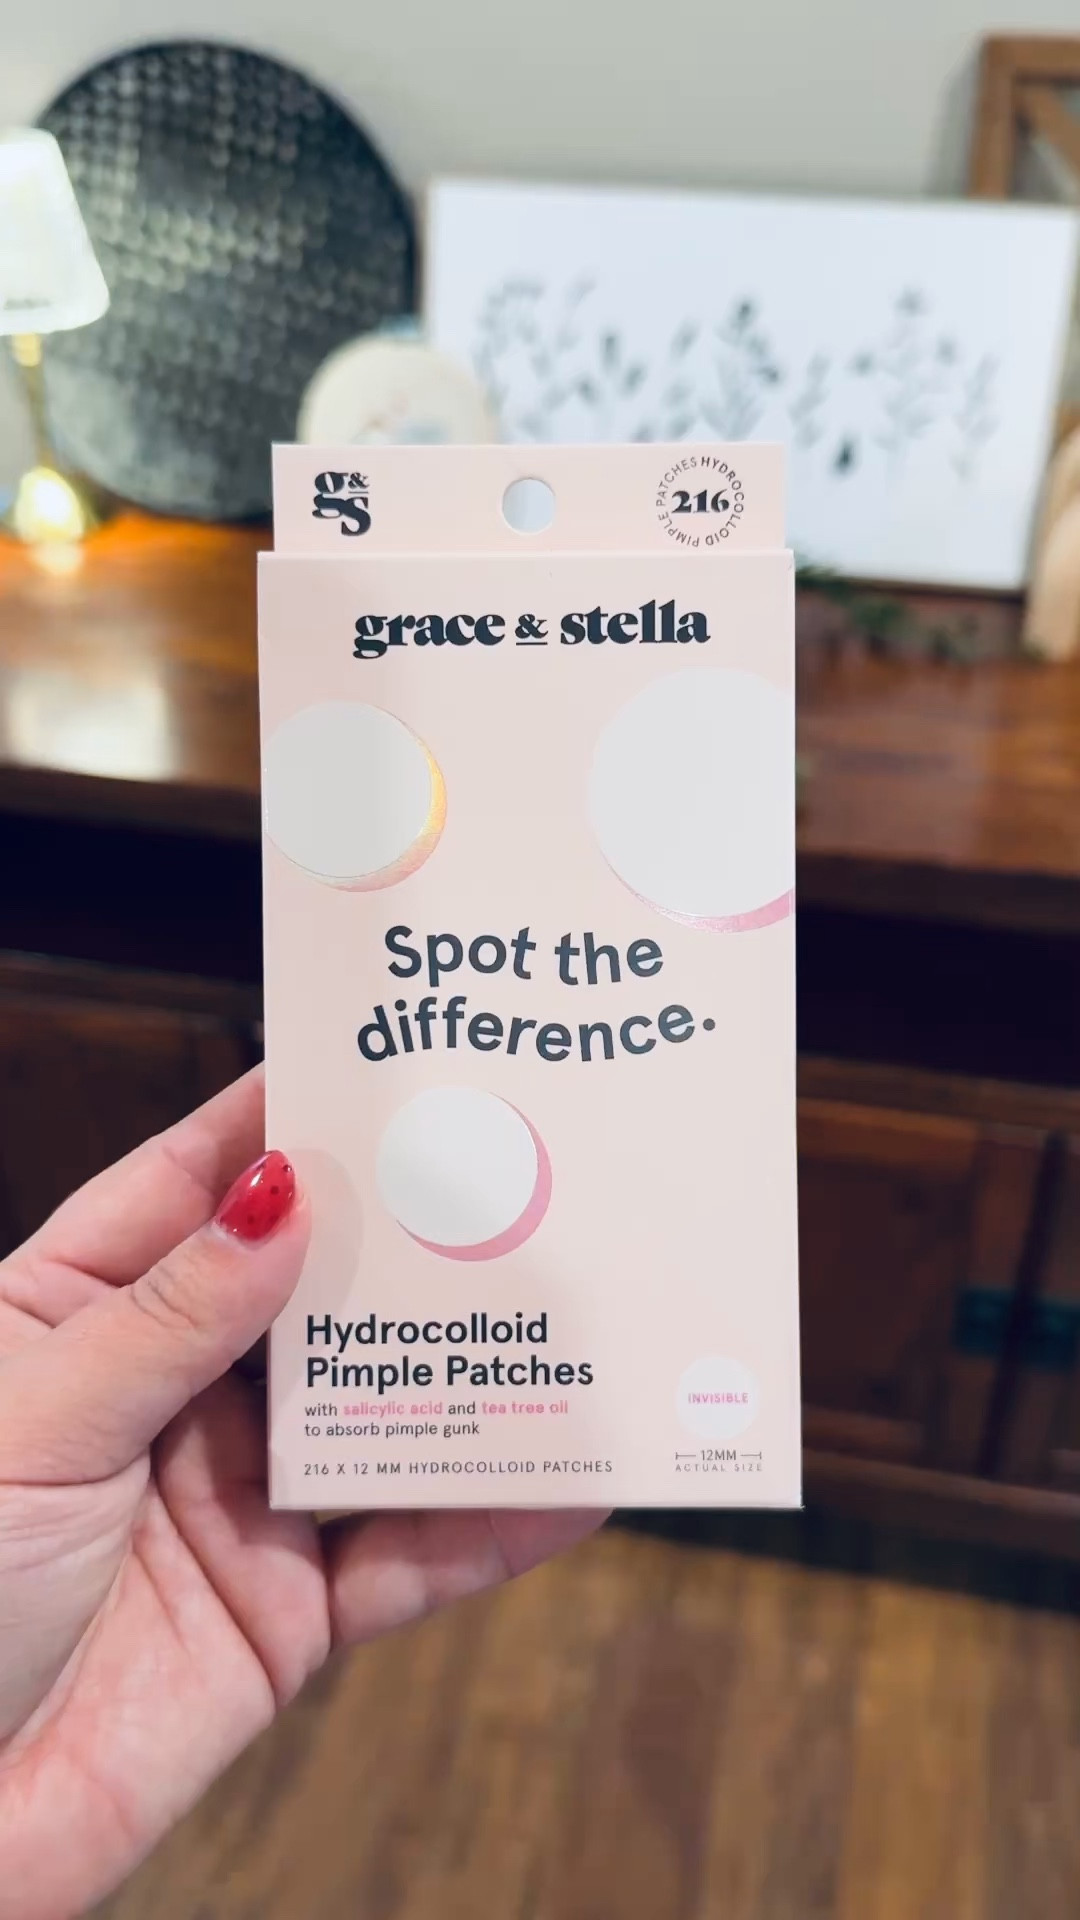 g&s
216
HYDROCOLLOID PIMPLE PATCHES
grace & stella
Spot the
difference.
Hydrocolloid
Pimple Patches
with salicylic acid and tea tree oil
to absorb pimple gunk
216 X 12 MM HYDROCOLLOID PATCHES
INVISIBLE
12MM
ACTUAL SIZE